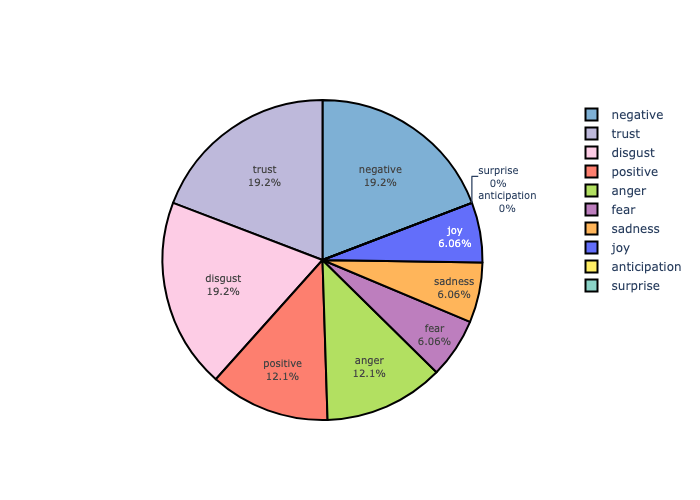 trust
19.2%
negative
19.2%
surprise
0%
anticipation
0%
joy
6.06%
sadness
6.06%
fear
6.06%
anger
12.1%
positive
12.1%
disgust
19.2%
negative
trust
disgust
positive
anger
fear
sadness
joy
anticipation
surprise